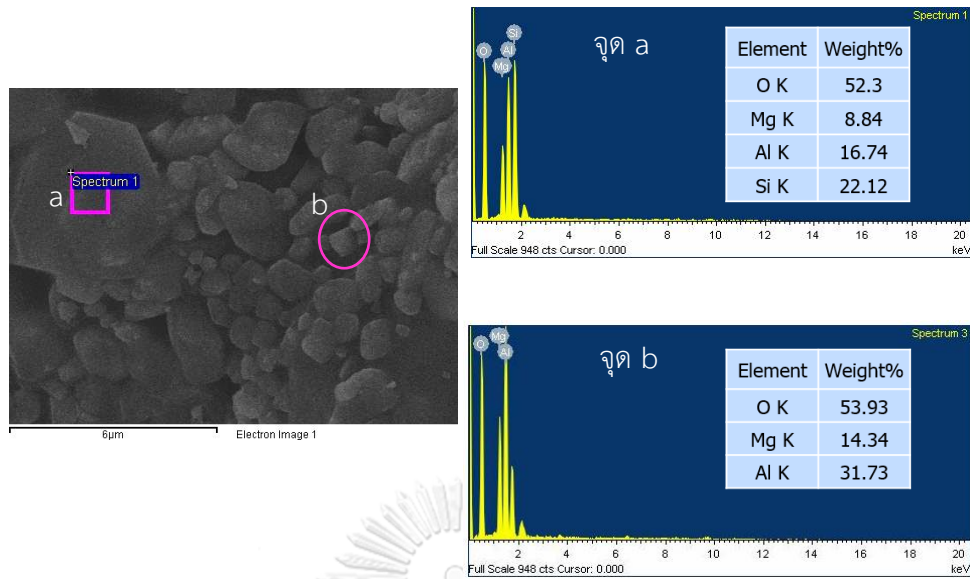 Spectrum 1
a
b
6µm
Electron Image 1
Spectrum 1
จุด a
O
Mg
Al
Si
Element Weight%
O K 52.3
Mg K 8.84
Al K 16.74
Si K 22.12
2 4 6 8 10 12 14 16 18 20
Full Scale 948 cts Cursor: 0.000 keV
Spectrum 3
จุด b
O
Mg
Al
Element Weight%
O K 53.93
Mg K 14.34
Al K 31.73
2 4 6 8 10 12 14 16 18 20
Full Scale 948 cts Cursor: 0.000 keV